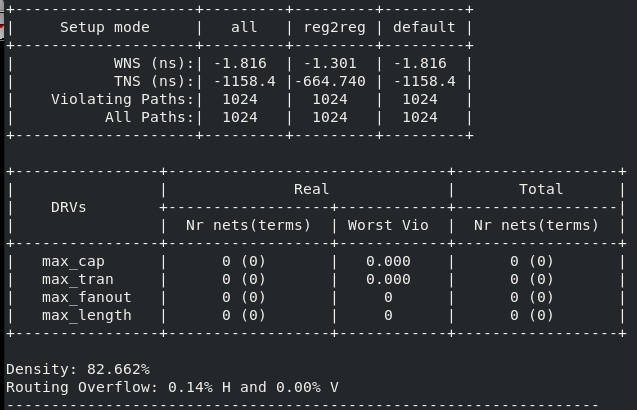 +--------------------+---------+---------+---------+
|     Setup mode     |   all   | reg2reg | default |
+--------------------+---------+---------+---------+
|           WNS (ns):| -1.816  | -1.301  | -1.816  |
|           TNS (ns):| -1158.4 |-664.740 | -1158.4 |
|    Violating Paths:|  1024   |  1024   |  1024   |
|          All Paths:|  1024   |  1024   |  1024   |
+--------------------+---------+---------+---------+

+----------------+-------------------------------+------------------+
|                |              Real             |       Total      |
|    DRVs        +------------------+------------+------------------|
|                |  Nr nets(terms)  | Worst Vio  |  Nr nets(terms)  |
+----------------+------------------+------------+------------------+
|   max_cap      |      0 (0)       |   0.000    |      0 (0)       |
|   max_tran     |      0 (0)       |   0.000    |      0 (0)       |
|   max_fanout   |      0 (0)       |     0      |      0 (0)       |
|   max_length   |      0 (0)       |     0      |      0 (0)       |
+----------------+------------------+------------+------------------+

Density: 82.662%
Routing Overflow: 0.14% H and 0.00% V
------------------------------------------------------------------